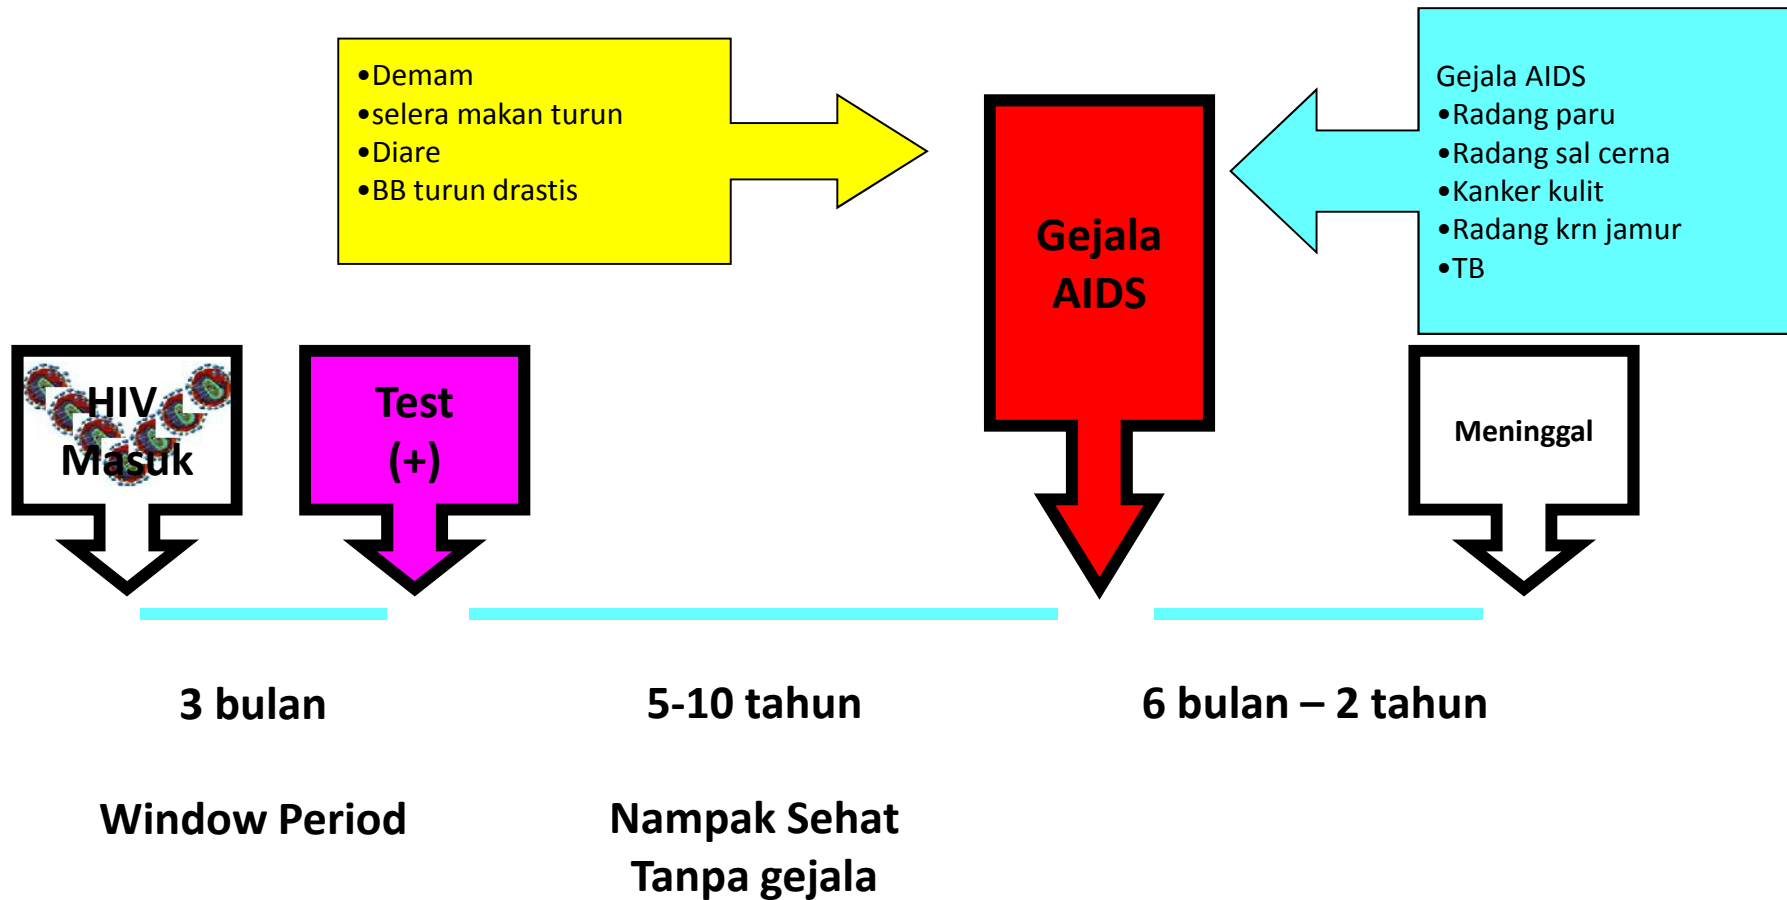 •Demam
•selera makan turun
•Diare
•BB turun drastis
Gejala AIDS
•Radang paru
•Radang sal cerna
•Kanker kulit
•Radang krn jamur
•TB
Gejala
AIDS
HIV
Masuk
Test
(+)
Meninggal
3 bulan
5-10 tahun
6 bulan – 2 tahun
Window Period
Nampak Sehat
Tanpa gejala